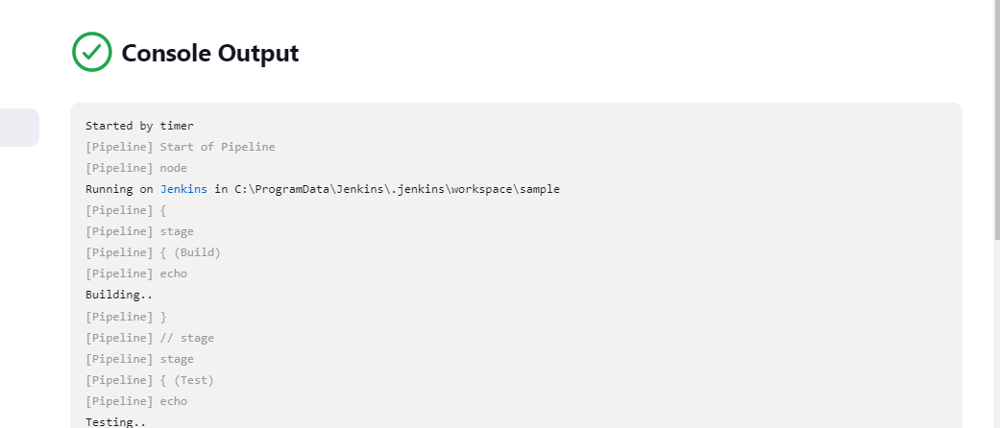 Console Output
Started by timer
[Pipeline] Start of Pipeline
[Pipeline] node
Running on Jenkins in C:\ProgramData\Jenkins\.jenkins\workspace\sample
[Pipeline] {
[Pipeline] stage
[Pipeline] { (Build)
[Pipeline] echo
Building..
[Pipeline] }
[Pipeline] // stage
[Pipeline] stage
[Pipeline] { (Test)
[Pipeline] echo
Testing..